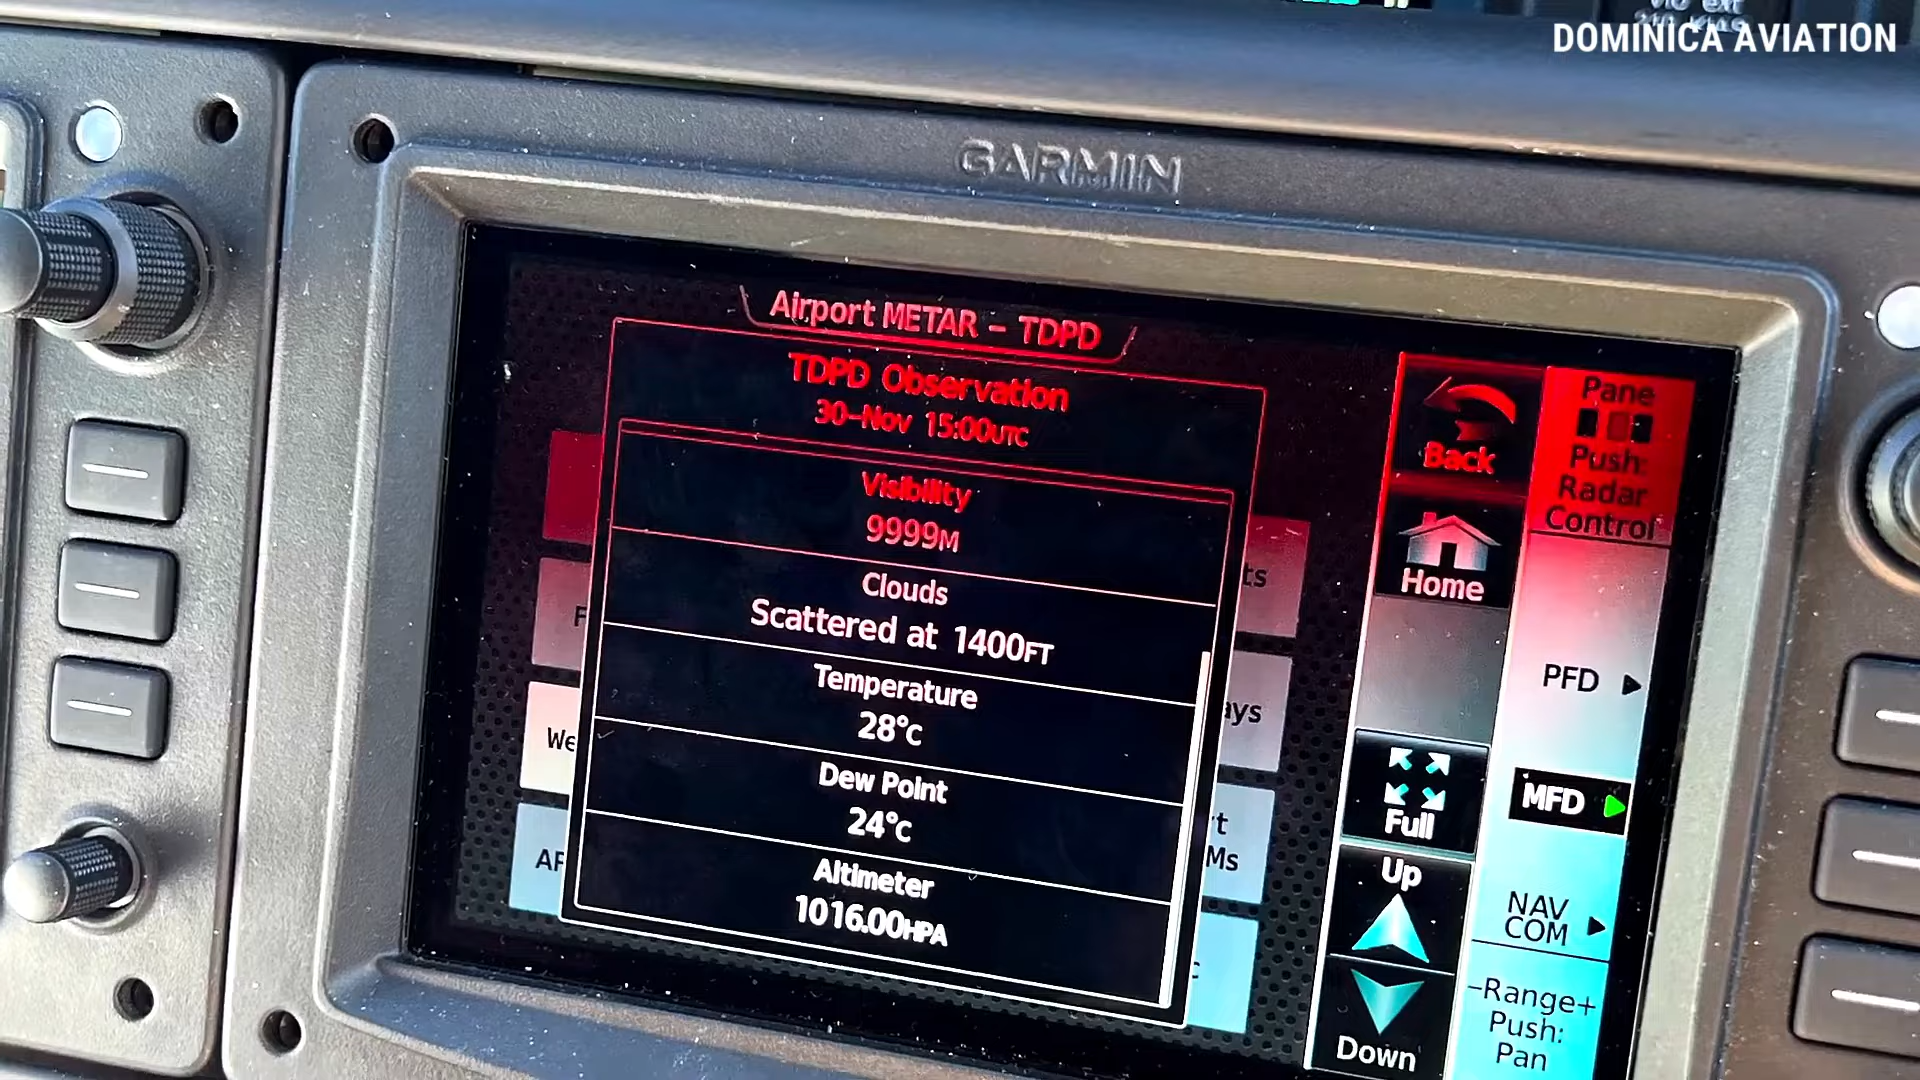 DOMINICA AVIATION
GARMIN
Airport METAR – TDPD
TDPD Observation
30-Nov 15:00UTC
Visibility
9999M
Clouds
Scattered at 1400FT
Temperature
28°C
Dew Point
24°C
Altimeter
1016.00HPA
Back
Home
Full
Up
Down
Pane
Push:
Radar
Control
PFD
MFD
NAV
COM
–Range+
Push:
Pan